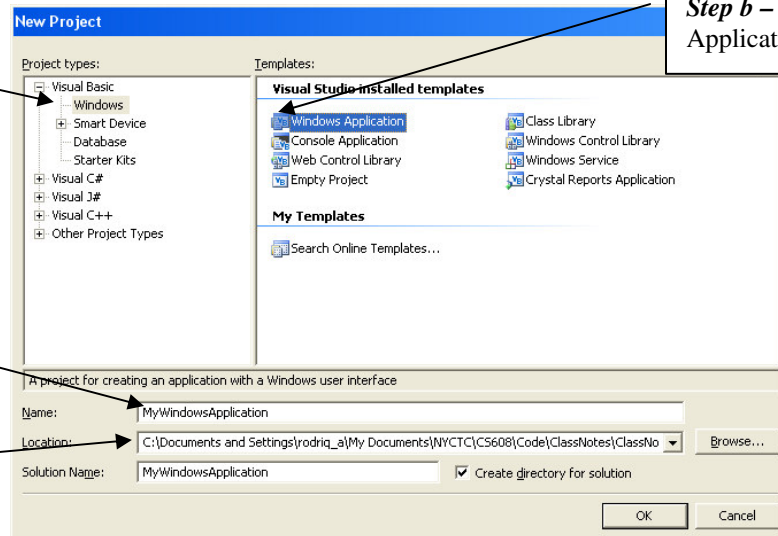 Step b –
Applicat
New Project
Project types:
Templates:
Visual Basic
Windows
Smart Device
Database
Starter Kits
Visual C#
Visual J#
Visual C++
Other Project Types
Visual Studio installed templates
Windows Application
Console Application
Web Control Library
Empty Project
Class Library
Windows Control Library
Windows Service
Crystal Reports Application
My Templates
Search Online Templates...
A project for creating an application with a Windows user interface
Name: MyWindowsApplication
Location: C:\Documents and Settings\rodriq_a\My Documents\NYCTC\CS608\Code\ClassNotes\ClassNo Browse...
Solution Name: MyWindowsApplication Create directory for solution
OK Cancel